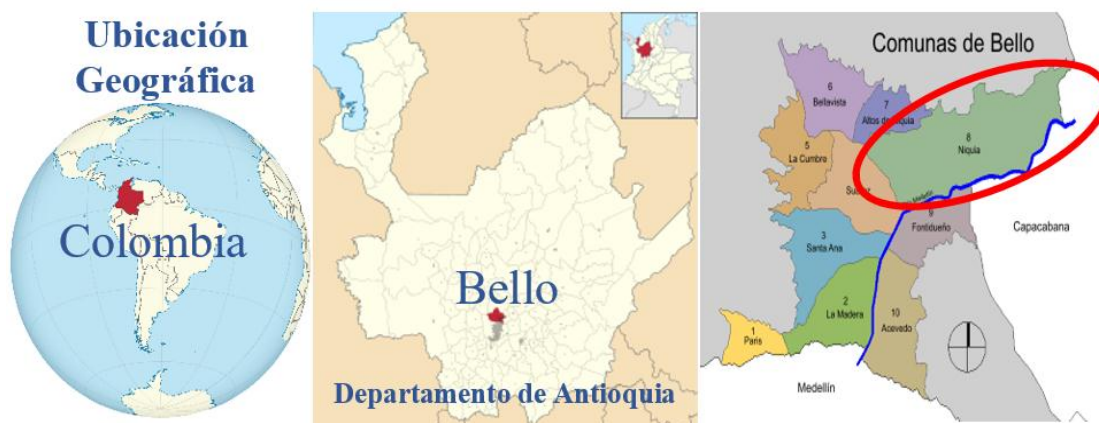 Ubicación
Geográfica
Colombia
Bello
Departamento de Antioquia
Comunas de Bello
6
Bellavista
7
8
Niquia
5
La Cumbre
9
Fontidueño
Capacabana
3
Santa Ana
2
La Madera
10
Acevedo
1
Paris
Medellín